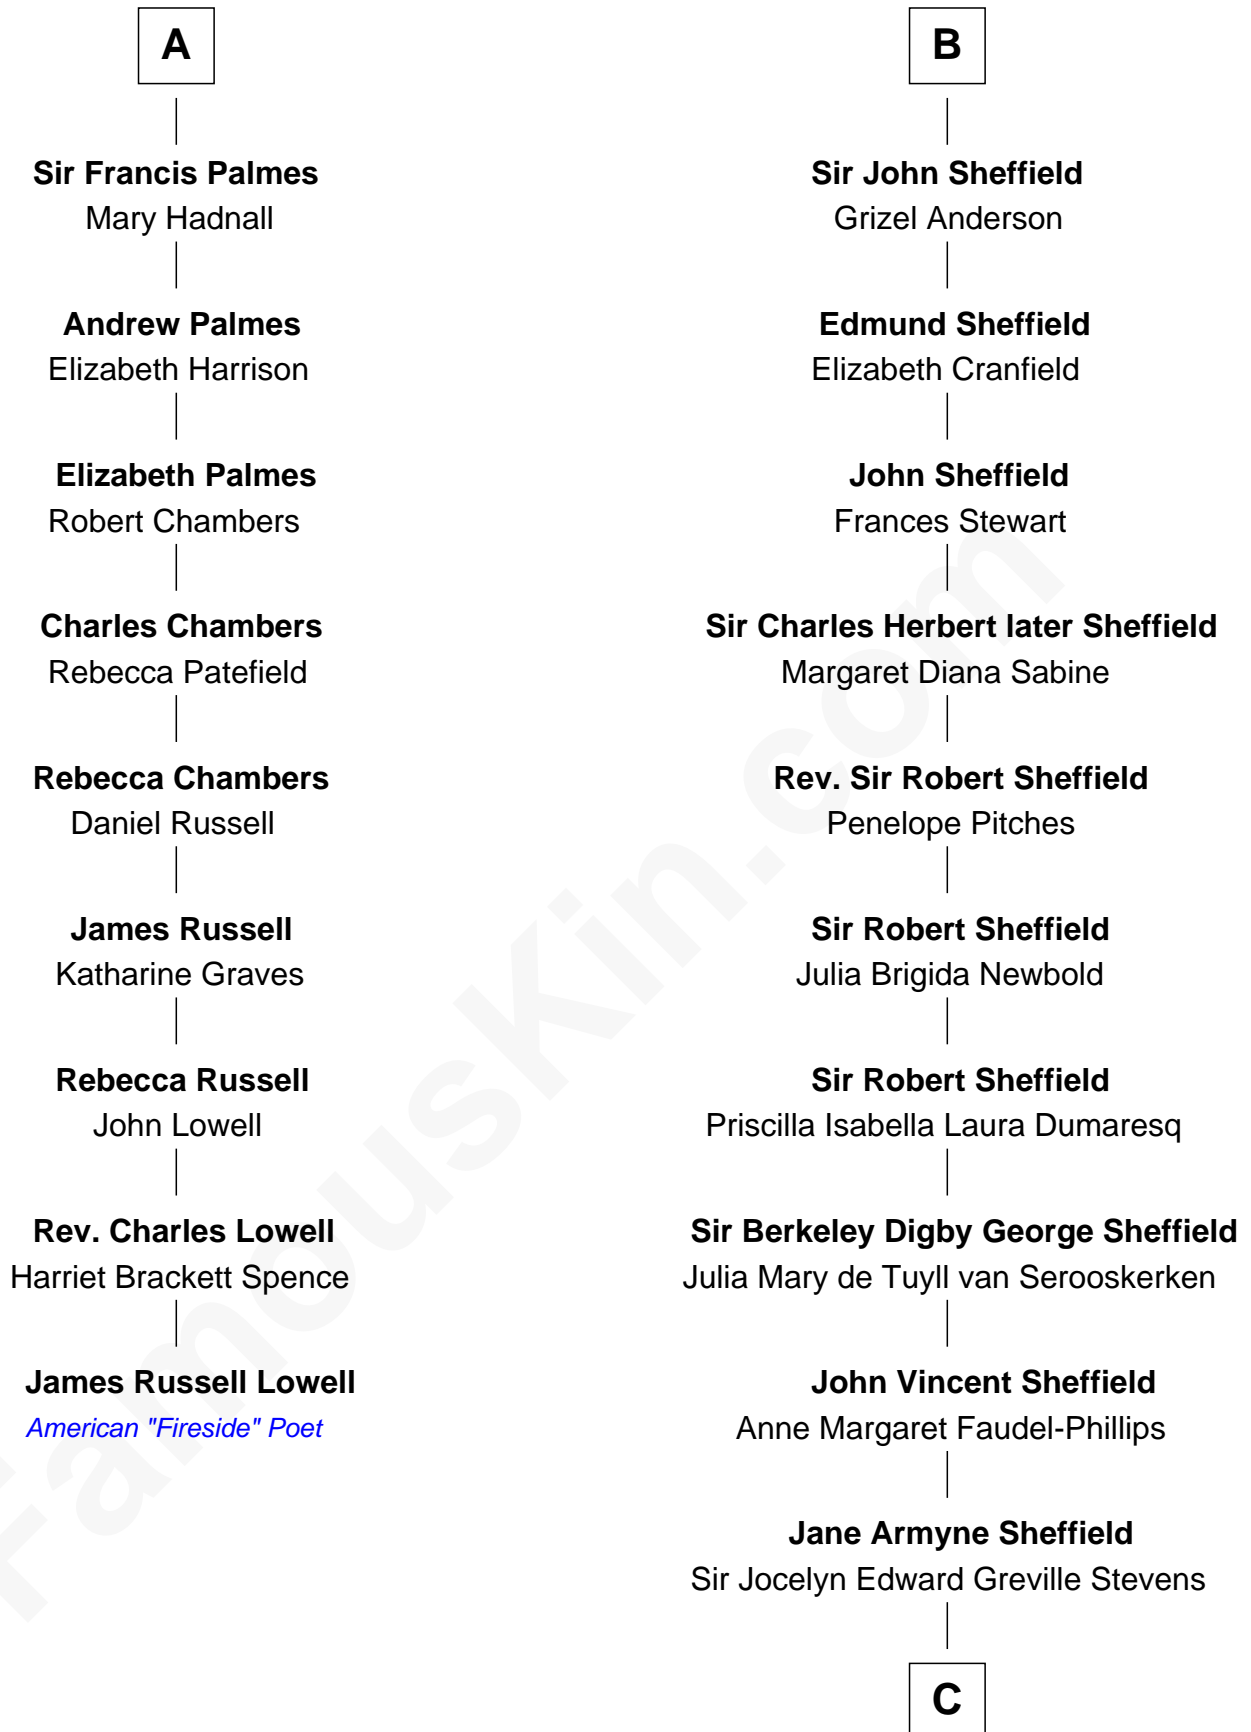 A
Sir Francis Palmes
Mary Hadnall
Andrew Palmes
Elizabeth Harrison
Elizabeth Palmes
Robert Chambers
Charles Chambers
Rebecca Patefield
Rebecca Chambers
Daniel Russell
James Russell
Katharine Graves
Rebecca Russell
John Lowell
Rev. Charles Lowell
Harriet Brackett Spence
James Russell Lowell
American "Fireside" Poet
B
Sir John Sheffield
Grizel Anderson
Edmund Sheffield
Elizabeth Cranfield
John Sheffield
Frances Stewart
Sir Charles Herbert later Sheffield
Margaret Diana Sabine
Rev. Sir Robert Sheffield
Penelope Pitches
Sir Robert Sheffield
Julia Brigida Newbold
Sir Robert Sheffield
Priscilla Isabella Laura Dumaresq
Sir Berkeley Digby George Sheffield
Julia Mary de Tuyll van Serooskerken
John Vincent Sheffield
Anne Margaret Faudel-Phillips
Jane Armyne Sheffield
Sir Jocelyn Edward Greville Stevens
C
FamousKin.com